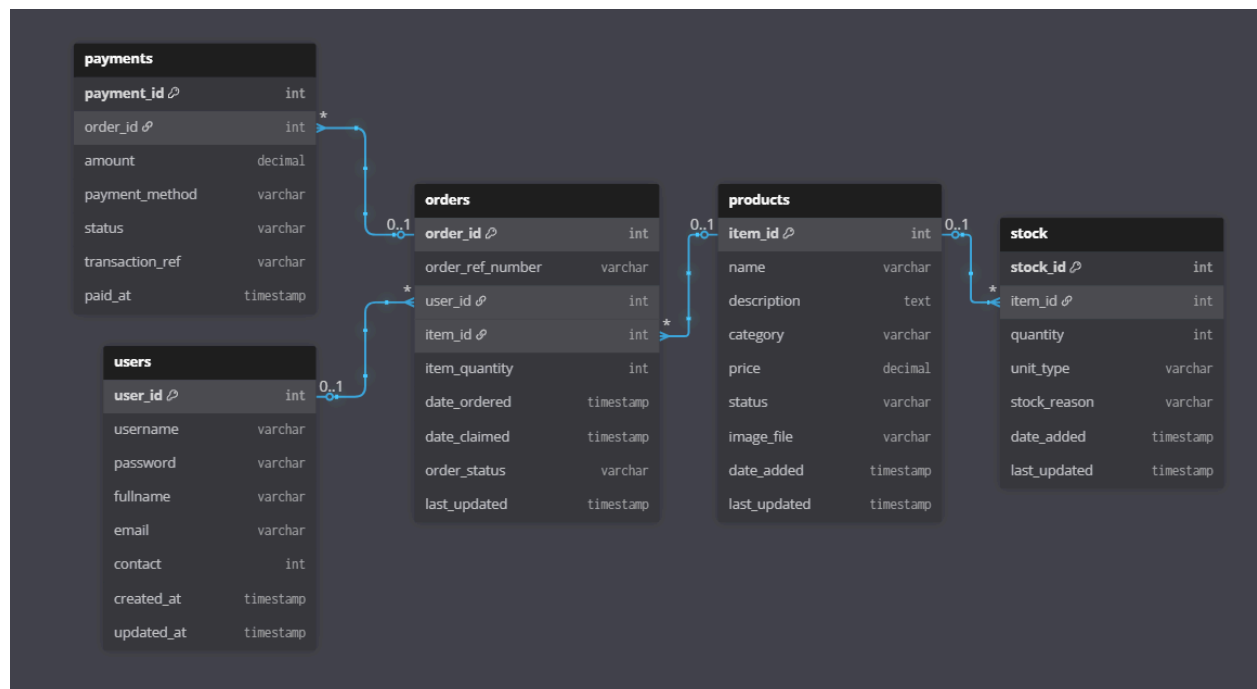 payments
payment_id int
order_id int
amount decimal
payment_method varchar
status varchar
transaction_ref varchar
paid_at timestamp
*
0..1
users
user_id int
username varchar
password varchar
fullname varchar
email varchar
contact int
created_at timestamp
updated_at timestamp
0..1
*
orders
order_id int
order_ref_number varchar
user_id int
item_id int
item_quantity int
date_ordered timestamp
date_claimed timestamp
order_status varchar
last_updated timestamp
*
0..1
products
item_id int
name varchar
description text
category varchar
price decimal
status varchar
image_file varchar
date_added timestamp
last_updated timestamp
0..1
*
stock
stock_id int
item_id int
quantity int
unit_type varchar
stock_reason varchar
date_added timestamp
last_updated timestamp